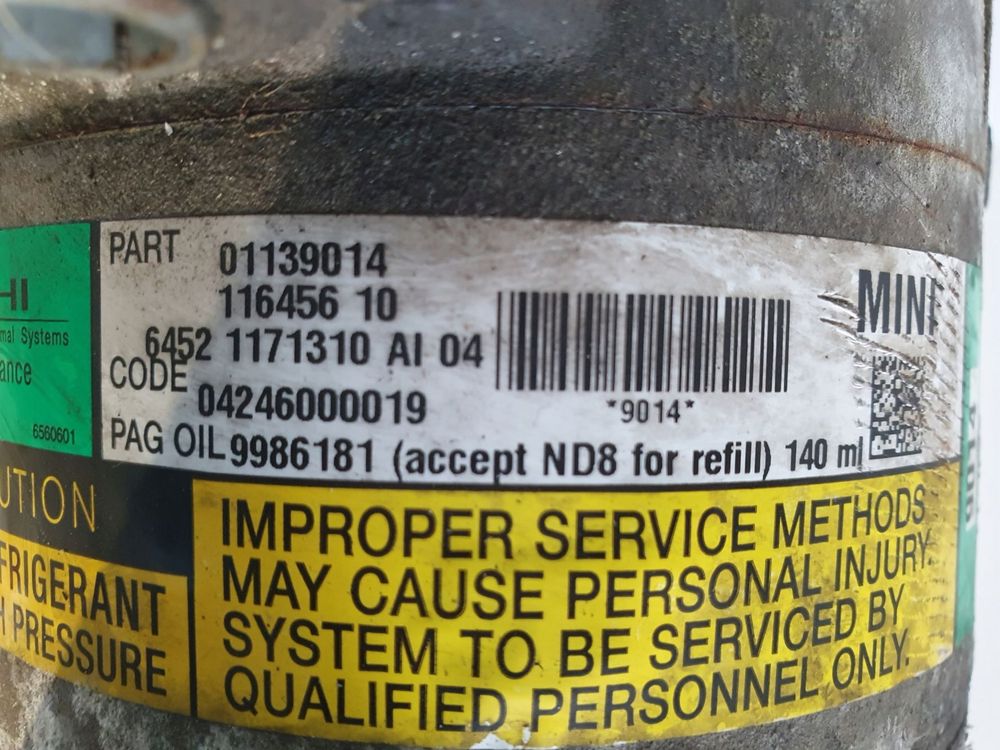 HI
mal Systems
ance
6560601
PART 01139014
116456 10
6452 1171310 AI 04
CODE
04246000019
PAG OIL 9986181 (accept ND8 for refill) 140 ml
*9014*
MINI
UTION
FRIGERANT
H PRESSURE
IMPROPER SERVICE METHODS
MAY CAUSE PERSONAL INJURY.
SYSTEM TO BE SERVICED BY
QUALIFIED PERSONNEL ONLY.